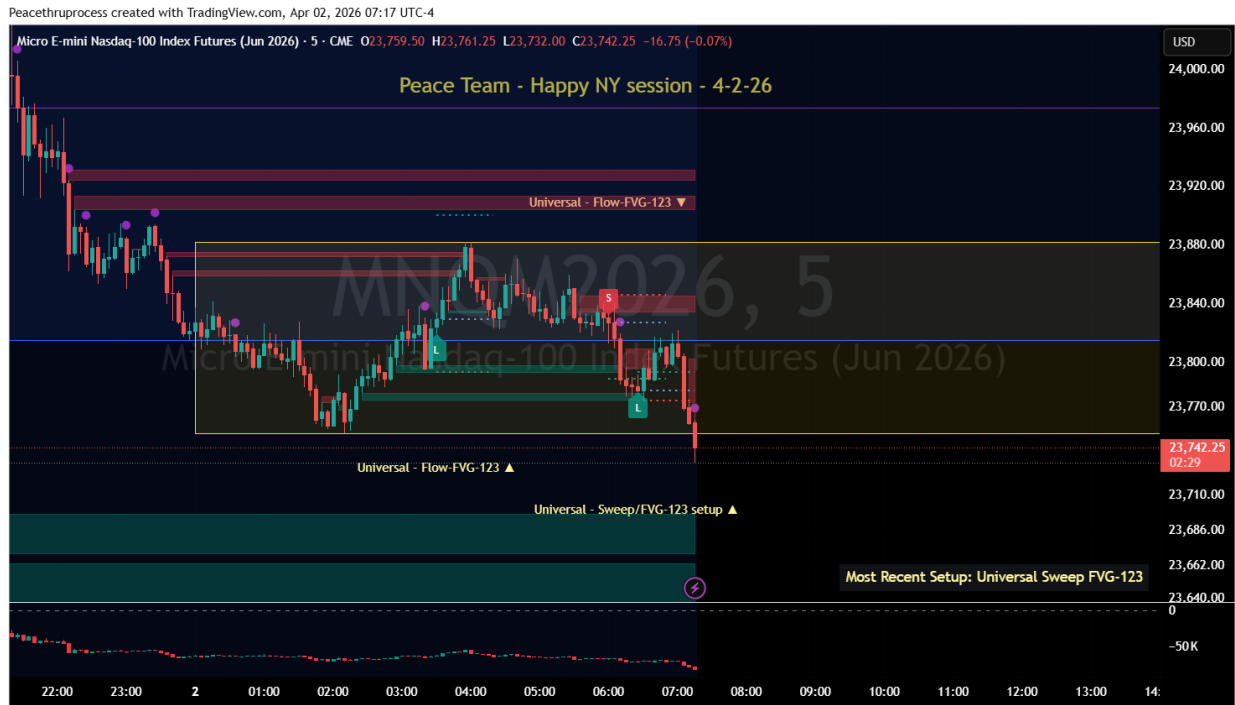 Peacethruprocess created with TradingView.com, Apr 02, 2026 07:17 UTC-4
Micro E-mini Nasdaq-100 Index Futures (Jun 2026) · 5 · CME O23,759.50 H23,761.25 L23,732.00 C23,742.25 −16.75 (−0.07%)
USD
Peace Team - Happy NY session - 4-2-26
24,000.00
23,960.00
23,920.00
Universal - Flow-FVG-123 ▼
23,880.00
MNQM2026, 5
S
23,840.00
L
Micro E-mini Nasdaq-100 Index Futures (Jun 2026)
23,800.00
L
23,770.00
23,742.25
02:29
Universal - Flow-FVG-123 ▲
23,710.00
Universal - Sweep/FVG-123 setup ▲
23,686.00
23,662.00
Most Recent Setup: Universal Sweep FVG-123
23,640.00
0
−50 K
22:00 23:00 2 01:00 02:00 03:00 04:00 05:00 06:00 07:00 08:00 09:00 10:00 11:00 12:00 13:00 14: